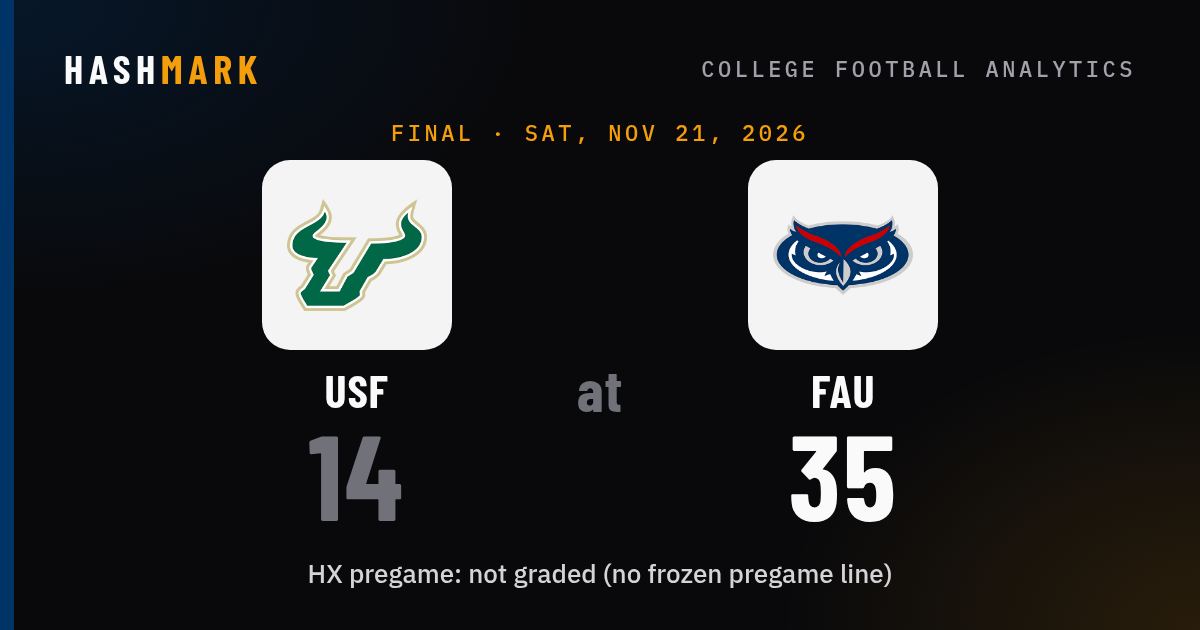 HASHMARK
COLLEGE FOOTBALL ANALYTICS
FINAL · SAT, NOV 21, 2026
USF at FAU
14 35
HX pregame: not graded (no frozen pregame line)